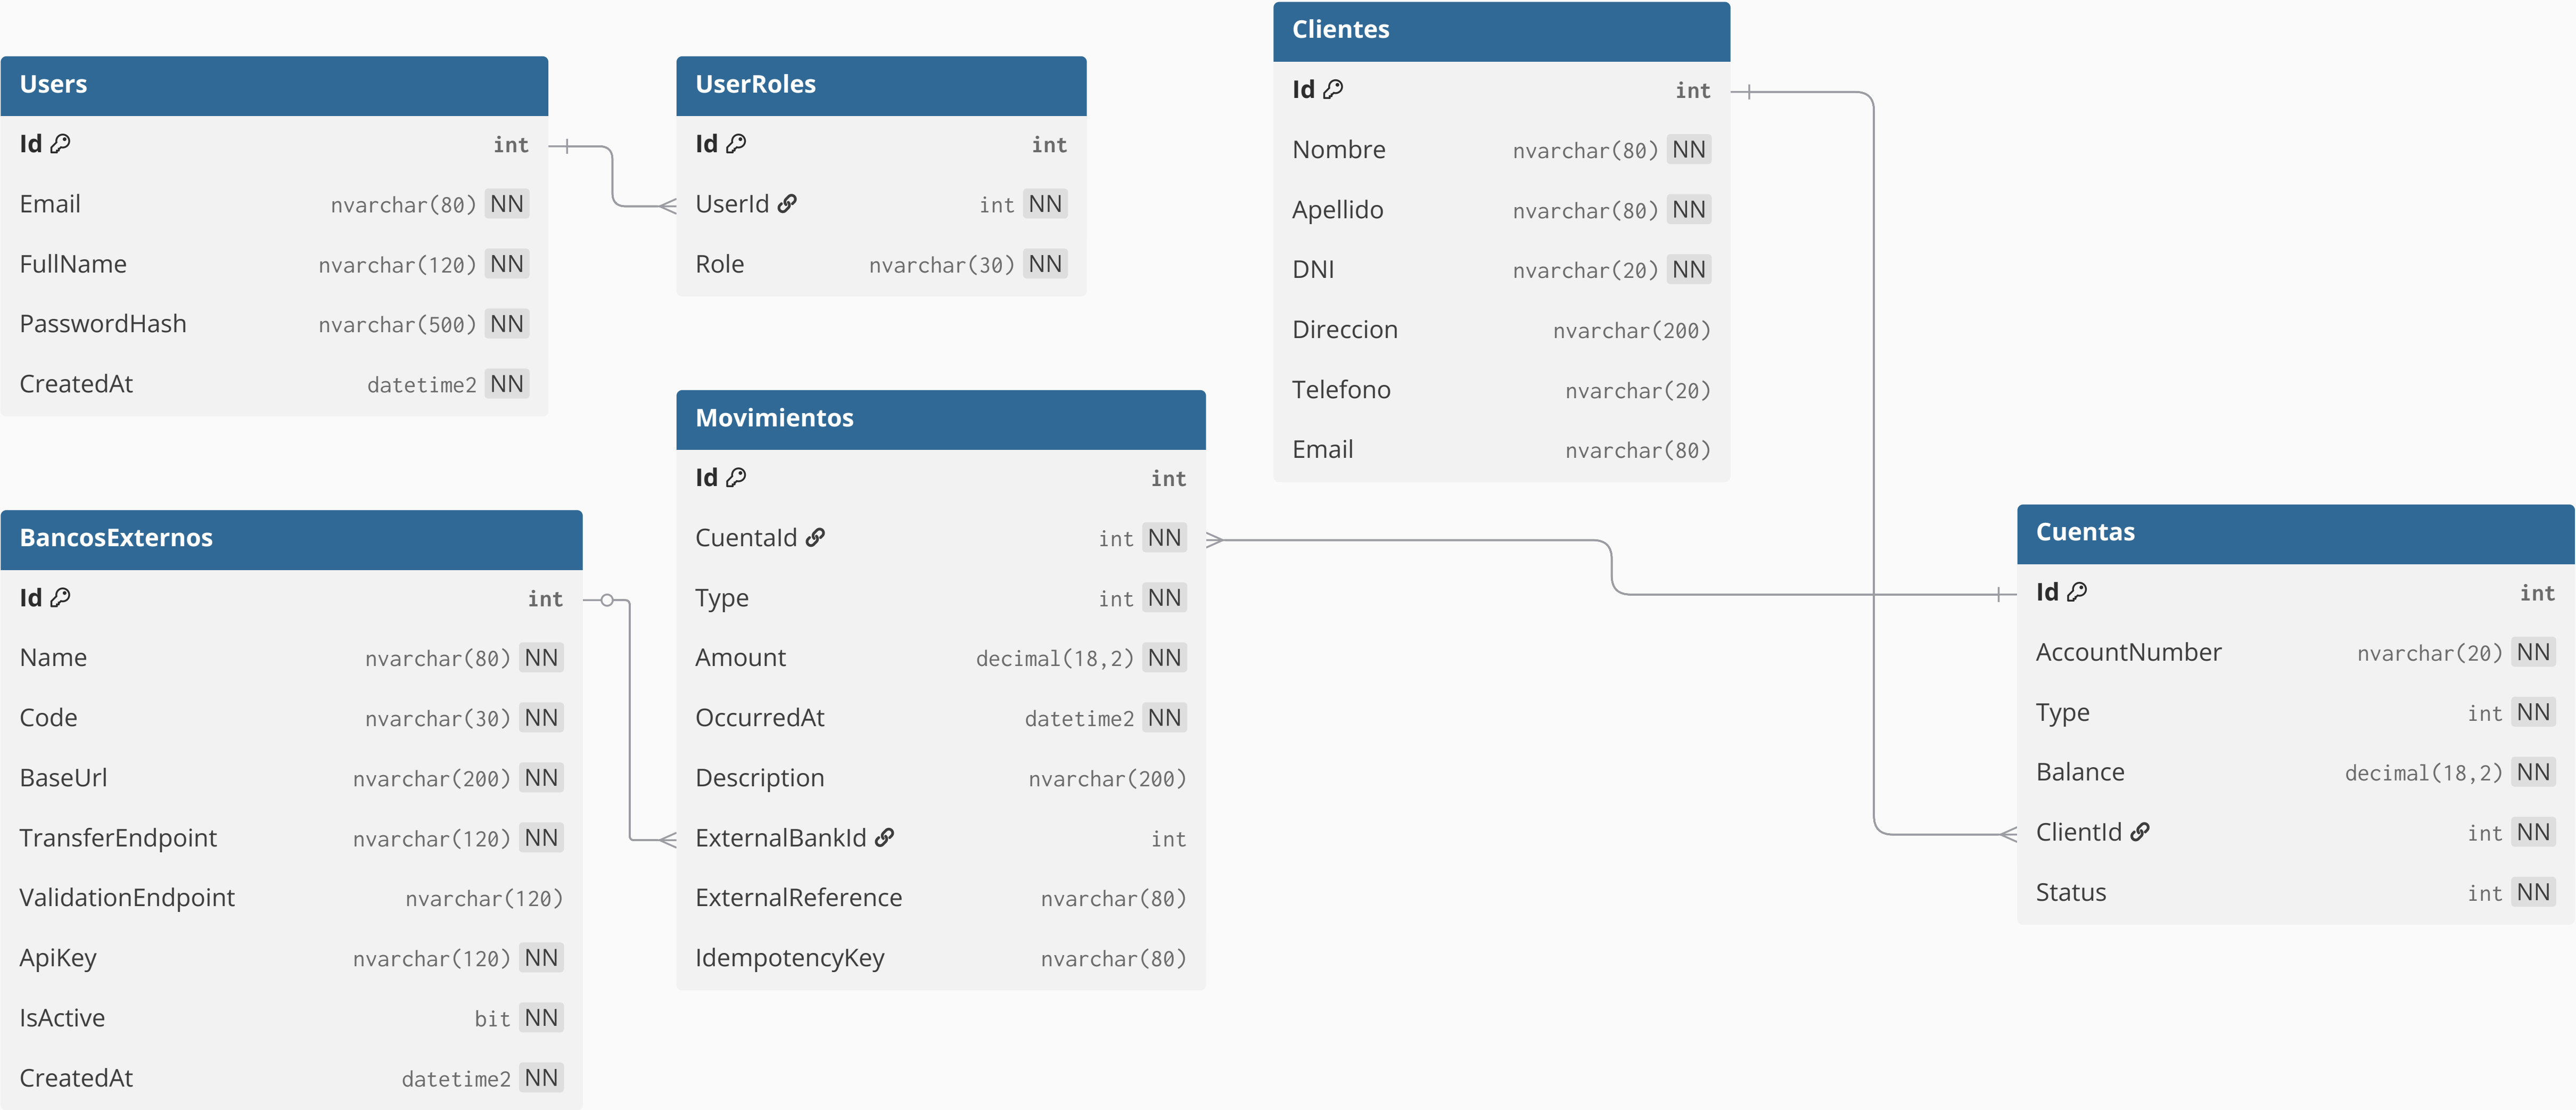 Users
Id int
Email nvarchar(80) NN
FullName nvarchar(120) NN
PasswordHash nvarchar(500) NN
CreatedAt datetime2 NN
UserRoles
Id int
UserId int NN
Role nvarchar(30) NN
Clientes
Id int
Nombre nvarchar(80) NN
Apellido nvarchar(80) NN
DNI nvarchar(20) NN
Direccion nvarchar(200)
Telefono nvarchar(20)
Email nvarchar(80)
BancosExternos
Id int
Name nvarchar(80) NN
Code nvarchar(30) NN
BaseUrl nvarchar(200) NN
TransferEndpoint nvarchar(120) NN
ValidationEndpoint nvarchar(120)
ApiKey nvarchar(120) NN
IsActive bit NN
CreatedAt datetime2 NN
Movimientos
Id int
CuentaId int NN
Type int NN
Amount decimal(18,2) NN
OccurredAt datetime2 NN
Description nvarchar(200)
ExternalBankId int
ExternalReference nvarchar(80)
IdempotencyKey nvarchar(80)
Cuentas
Id int
AccountNumber nvarchar(20) NN
Type int NN
Balance decimal(18,2) NN
ClientId int NN
Status int NN